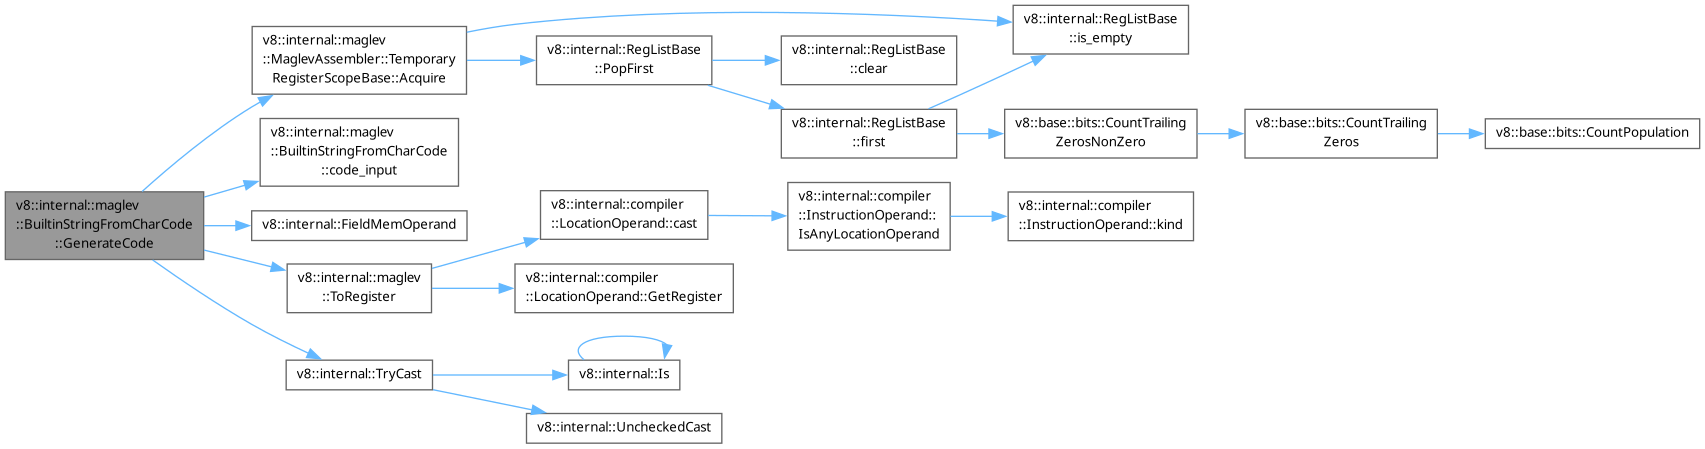 v8::internal::maglev
::BuiltinStringFromCharCode
::GenerateCode
v8::internal::maglev
::MaglevAssembler::Temporary
RegisterScopeBase::Acquire
v8::internal::maglev
::BuiltinStringFromCharCode
::code_input
v8::internal::FieldMemOperand
v8::internal::maglev
::ToRegister
v8::internal::TryCast
v8::internal::RegListBase
::PopFirst
v8::internal::compiler
::LocationOperand::cast
v8::internal::compiler
::LocationOperand::GetRegister
v8::internal::Is
v8::internal::UncheckedCast
v8::internal::RegListBase
::clear
v8::internal::RegListBase
::first
v8::internal::compiler
::InstructionOperand::
IsAnyLocationOperand
v8::internal::RegListBase
::is_empty
v8::base::bits::CountTrailing
ZerosNonZero
v8::internal::compiler
::InstructionOperand::kind
v8::base::bits::CountTrailing
Zeros
v8::base::bits::CountPopulation